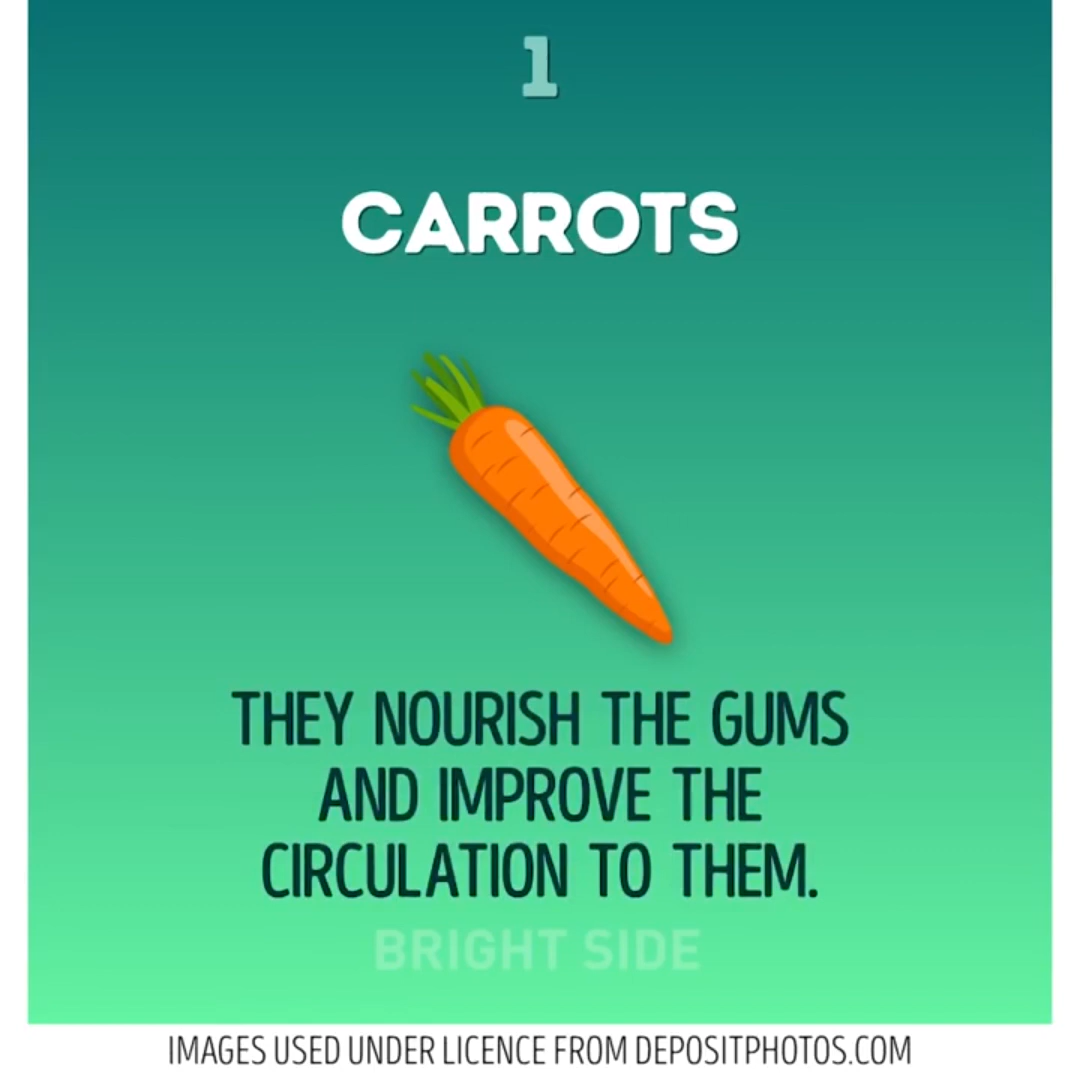 1
CARROTS
THEY NOURISH THE GUMS
AND IMPROVE THE
CIRCULATION TO THEM.
BRIGHT SIDE
IMAGES USED UNDER LICENCE FROM DEPOSITPHOTOS.COM